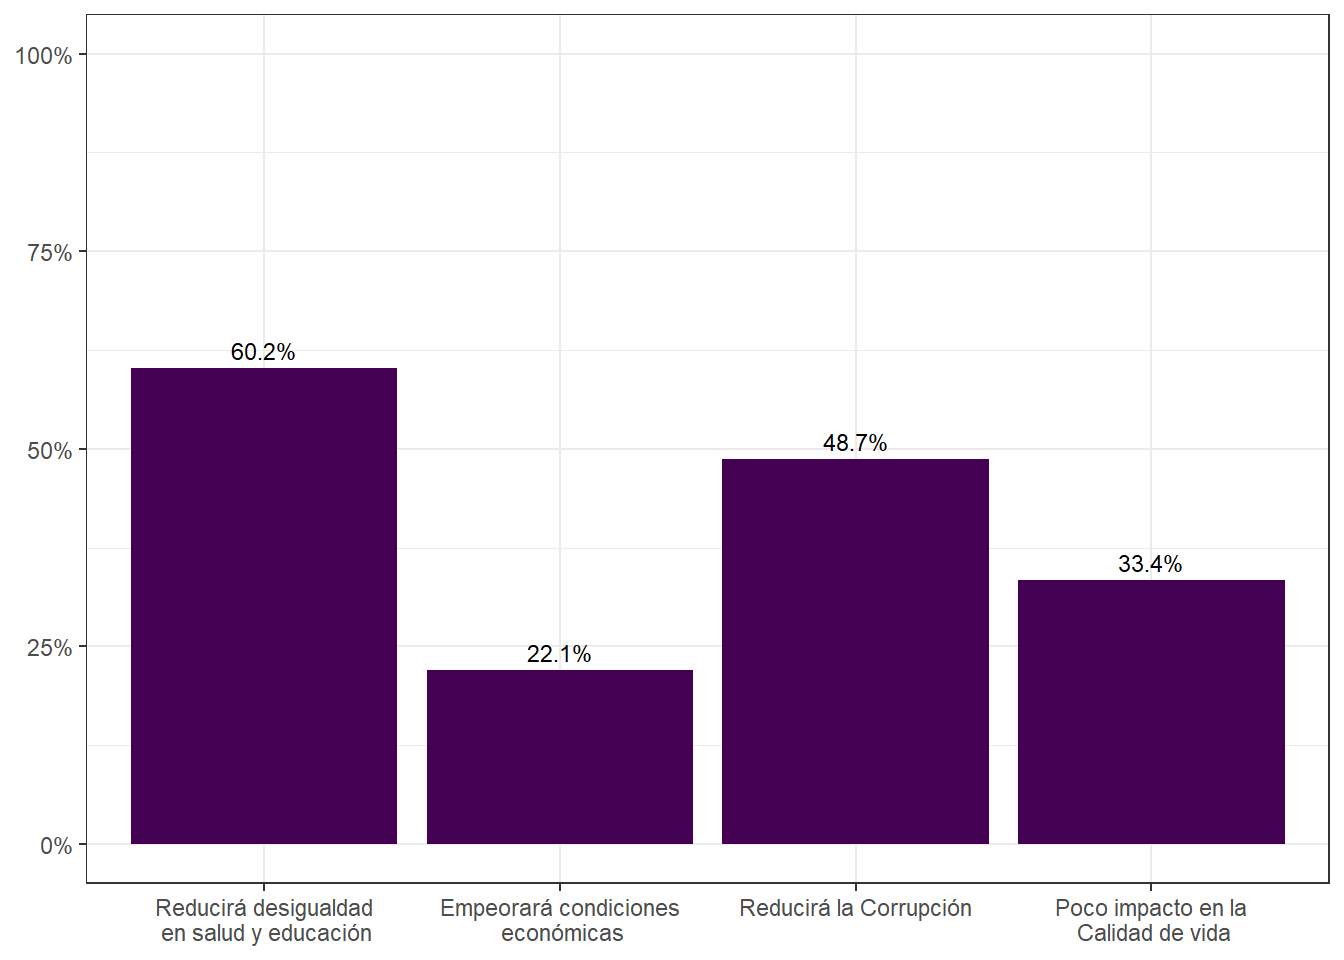 100%
75%
50%
25%
0%
60.2%
22.1%
48.7%
33.4%
Reducirá desigualdad
en salud y educación
Empeorará condiciones
económicas
Reducirá la Corrupción
Poco impacto en la
Calidad de vida